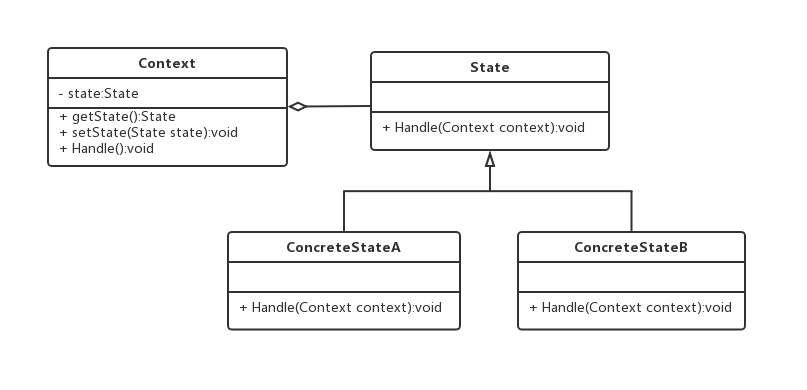 Context
- state:State
+ getState():State
+ setState(State state):void
+ Handle():void
State
+ Handle(Context context):void
ConcreteStateA
+ Handle(Context context):void
ConcreteStateB
+ Handle(Context context):void